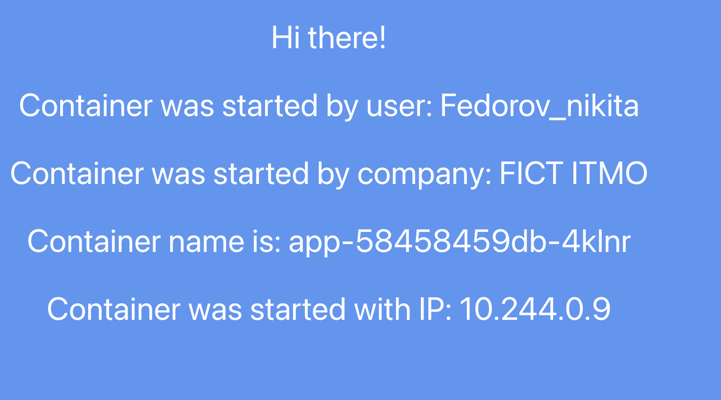 Hi there!
Container was started by user: Fedorov_nikita
Container was started by company: FICT ITMO
Container name is: app-58458459db-4klnr
Container was started with IP: 10.244.0.9